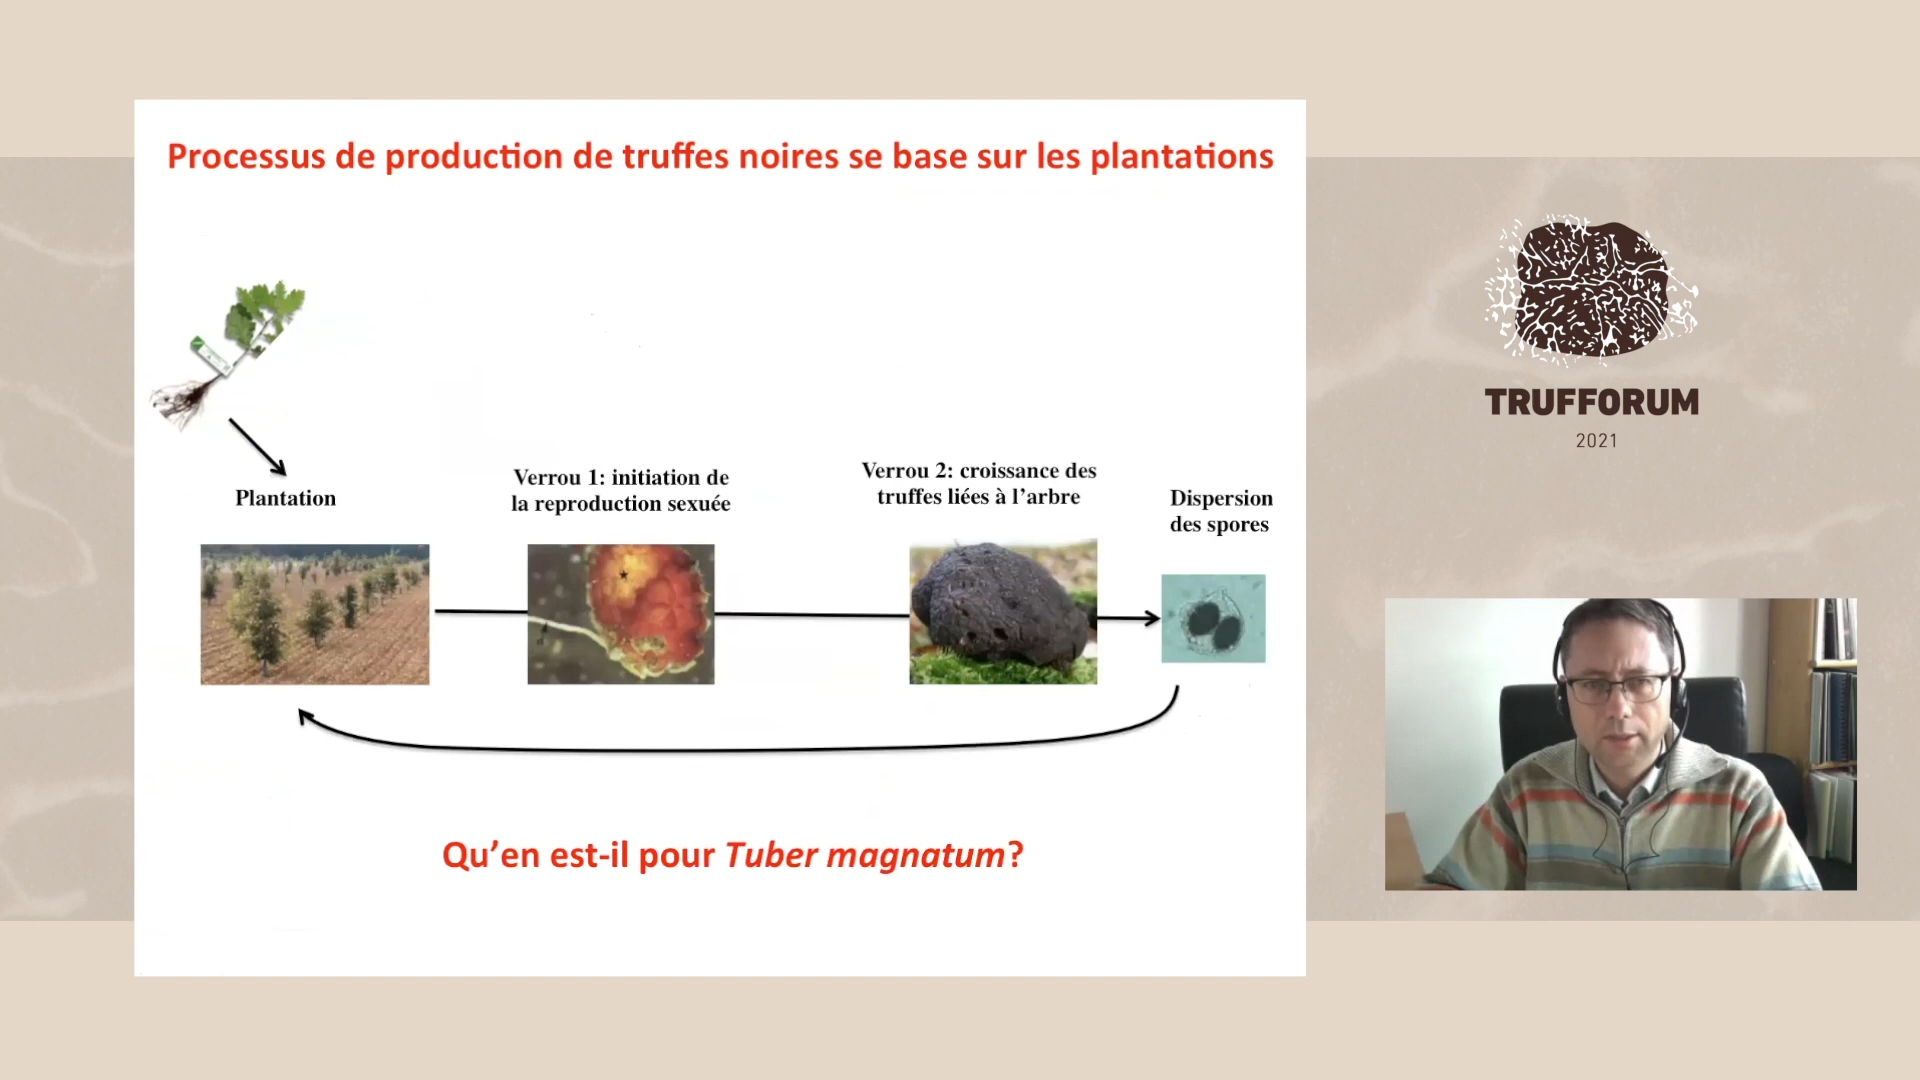 Processus de production de truffes noires se base sur les plantations
Plantation
Verrou 1: initiation de
la reproduction sexuée
Verrou 2: croissance des
truffes liées à l’arbre
Dispersion
des spores
Qu’en est-il pour Tuber magnatum?
TRUFFORUM
2021